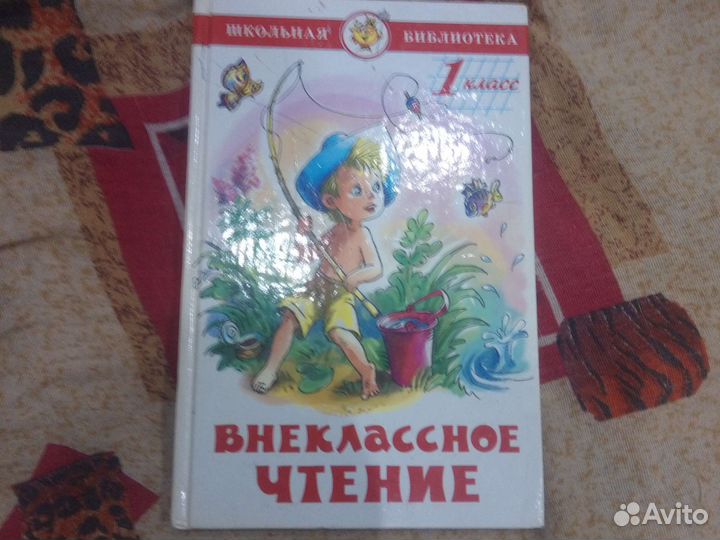 ШКОЛЬНАЯ БИБЛИОТЕКА
1 класс
ВНЕКЛАССНОЕ
ЧТЕНИЕ
Avito